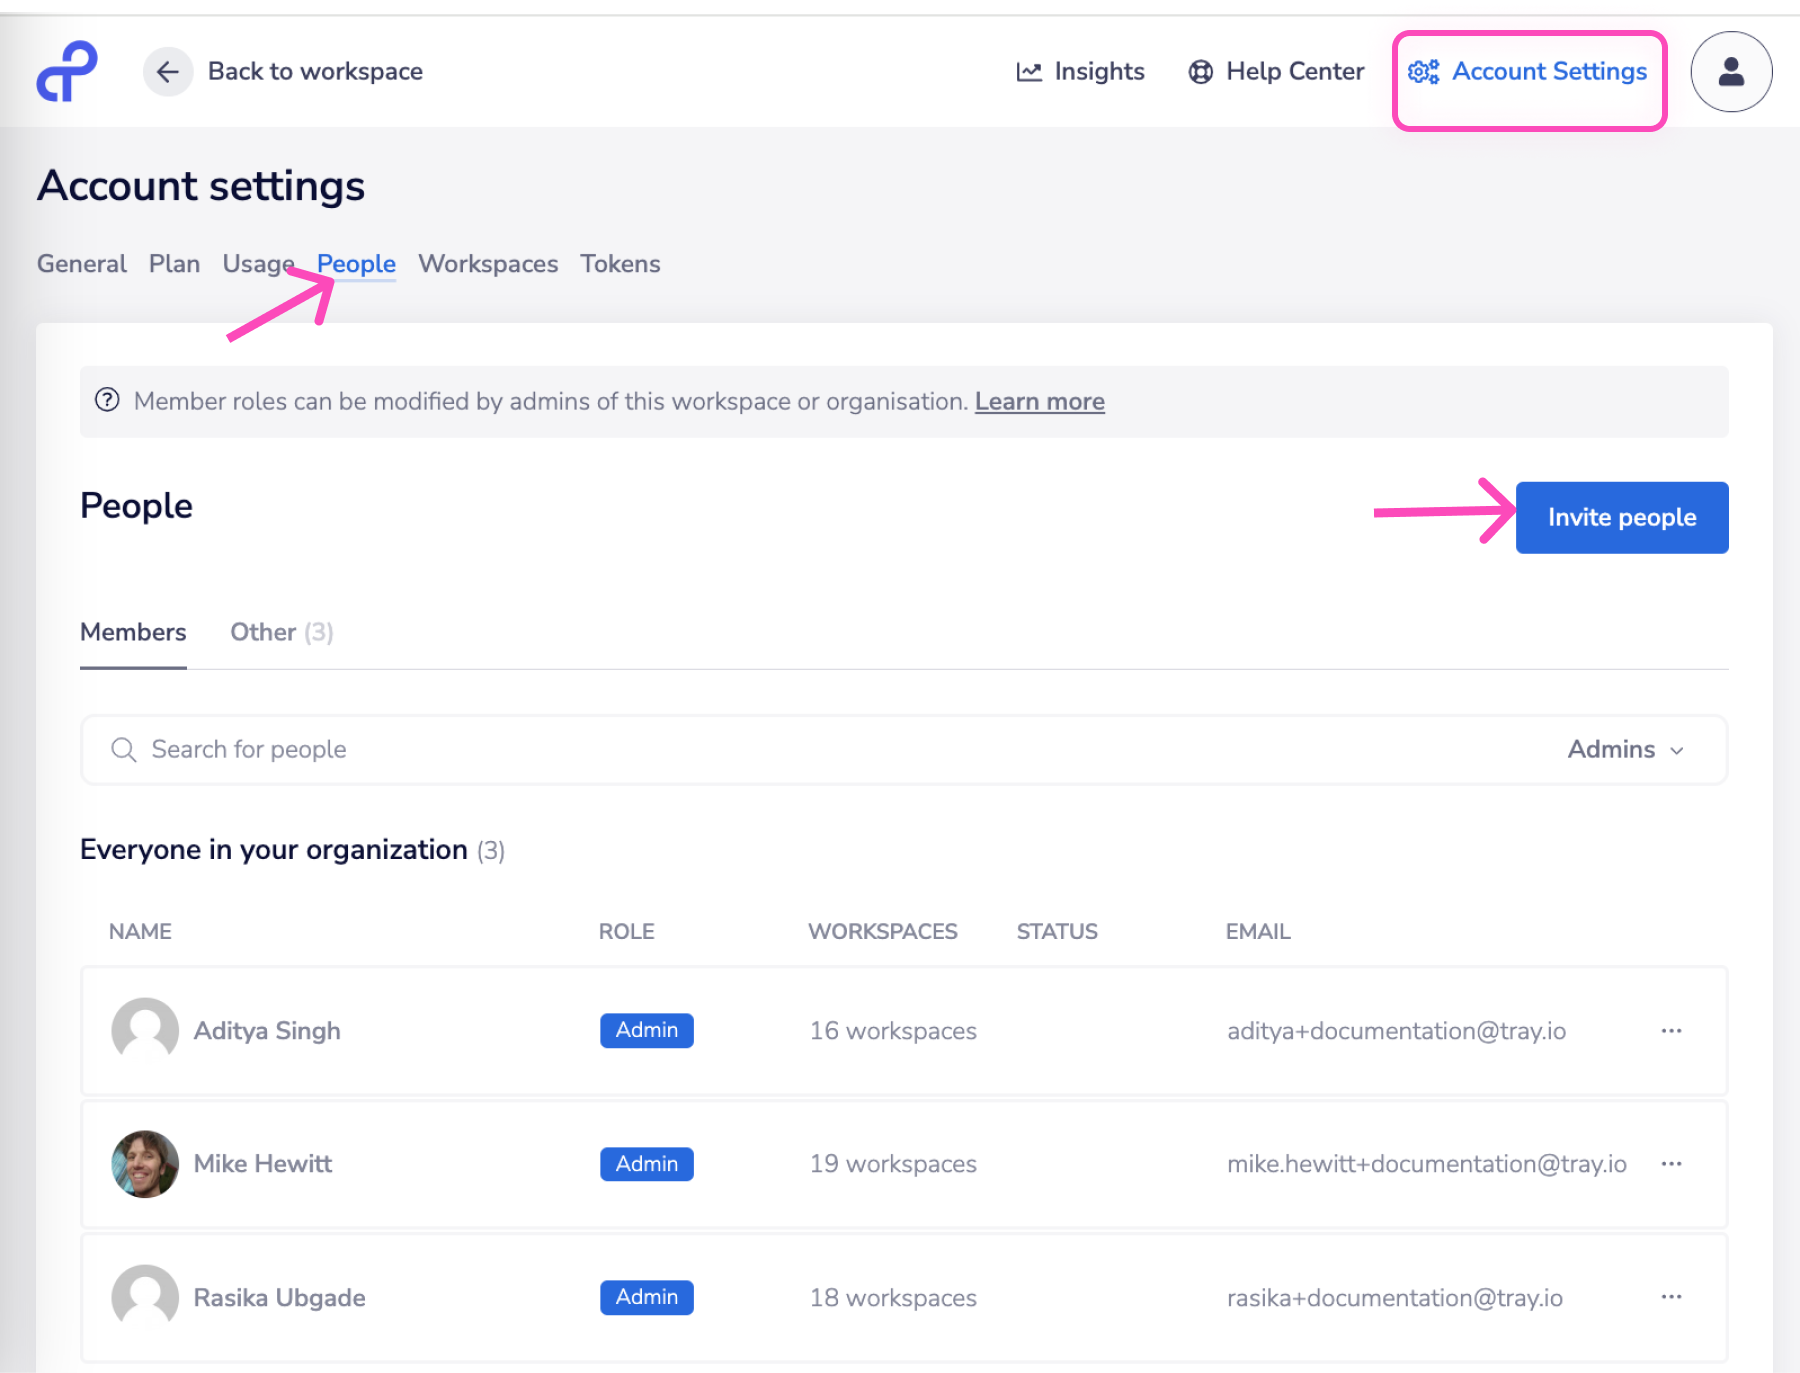 Back to workspace
Insights
Help Center
Account Settings
Account settings
General Plan Usage People Workspaces Tokens
Member roles can be modified by admins of this workspace or organisation. Learn more
People
Invite people
Members Other (3)
Search for people
Admins
Everyone in your organization (3)
NAME ROLE WORKSPACES STATUS EMAIL
Aditya Singh Admin 16 workspaces aditya+documentation@tray.io
Mike Hewitt Admin 19 workspaces mike.hewitt+documentation@tray.io
Rasika Ubgade Admin 18 workspaces rasika+documentation@tray.io